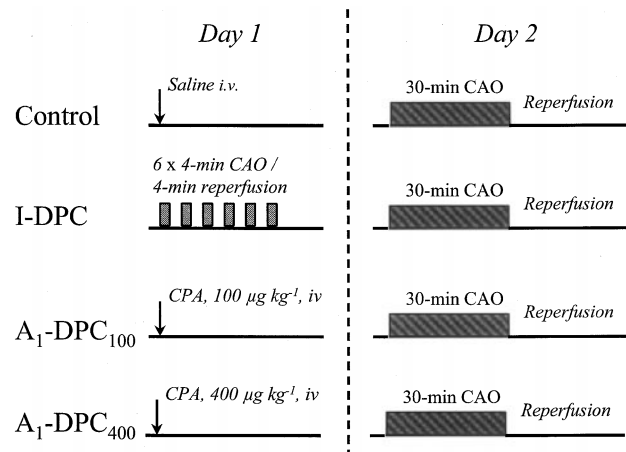 Day 1
Day 2
Control
Saline i.v.
30-min CAO
Reperfusion
I-DPC
6 x 4-min CAO /
4-min reperfusion
30-min CAO
Reperfusion
A₁-DPC₁₀₀
CPA, 100 µg kg⁻¹, iv
30-min CAO
Reperfusion
A₁-DPC₄₀₀
CPA, 400 µg kg⁻¹, iv
30-min CAO
Reperfusion